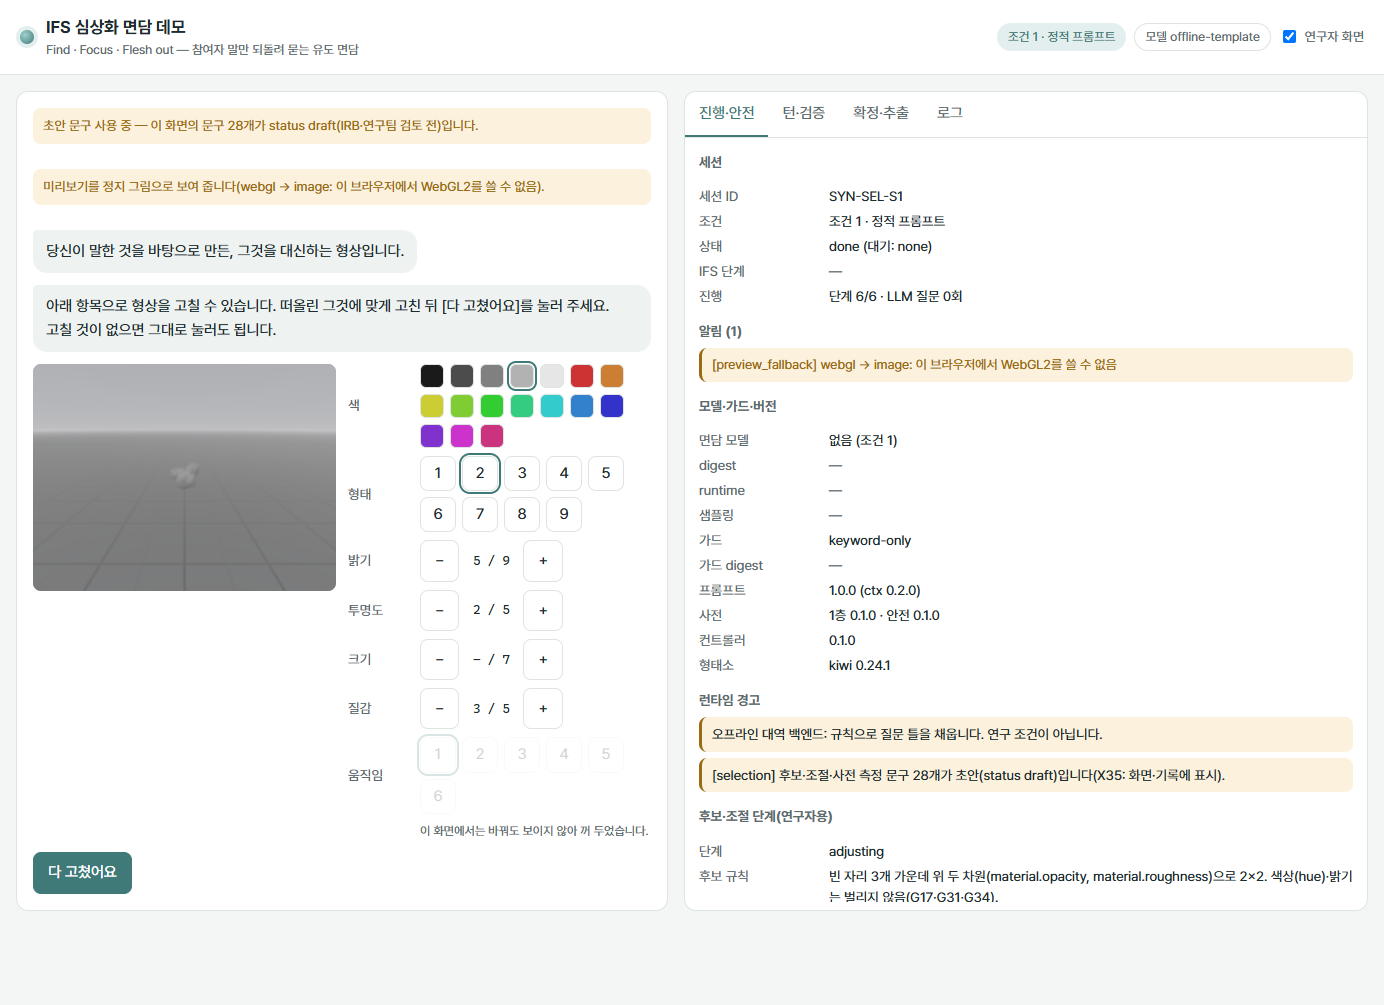 IFS 심상화 면담 데모
Find · Focus · Flesh out — 참여자 말만 되돌려 묻는 유도 면담
조건 1 · 정적 프롬프트
모델 offline-template
연구자 화면
초안 문구 사용 중 — 이 화면의 문구 28개가 status draft(IRB·연구팀 검토 전)입니다.
미리보기를 정지 그림으로 보여 줍니다(webgl → image: 이 브라우저에서 WebGL2를 쓸 수 없음).
당신이 말한 것을 바탕으로 만든, 그것을 대신하는 형상입니다.
아래 항목으로 형상을 고칠 수 있습니다. 떠올린 그것에 맞게 고친 뒤 [다 고쳤어요]를 눌러 주세요.
고칠 것이 없으면 그대로 눌러도 됩니다.
색
형태
1 2 3 4 5
6 7 8 9
밝기
− 5 / 9 +
투명도
− 2 / 5 +
크기
− – / 7 +
질감
− 3 / 5 +
움직임
1 2 3 4 5
6
이 화면에서는 바꿔도 보이지 않아 꺼 두었습니다.
다 고쳤어요
진행·안전 턴·검증 확정·추출 로그
세션
세션 ID SYN-SEL-S1
조건 조건 1 · 정적 프롬프트
상태 done (대기: none)
IFS 단계 —
진행 단계 6/6 · LLM 질문 0회
알림 (1)
[preview_fallback] webgl → image: 이 브라우저에서 WebGL2를 쓸 수 없음
모델·가드·버전
면담 모델 없음 (조건 1)
digest —
runtime —
샘플링 —
가드 keyword-only
가드 digest —
프롬프트 1.0.0 (ctx 0.2.0)
사전 1층 0.1.0 · 안전 0.1.0
컨트롤러 0.1.0
형태소 kiwi 0.24.1
런타임 경고
오프라인 대역 백엔드: 규칙으로 질문 틀을 채웁니다. 연구 조건이 아닙니다.
[selection] 후보·조절·사전 측정 문구 28개가 초안(status draft)입니다(X35: 화면·기록에 표시).
후보·조절 단계(연구자용)
단계 adjusting
후보 규칙 빈 자리 3개 가운데 위 두 차원(material.opacity, material.roughness)으로 2×2. 색상(hue)·밝기
는 벌리지 않음(G17·G31·G34).